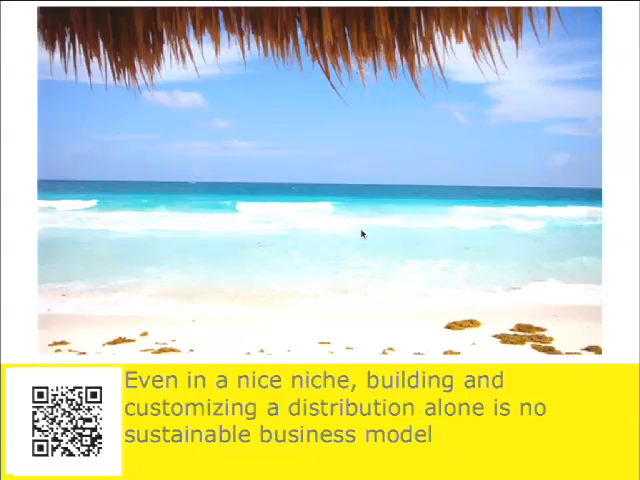 Even in a nice niche, building and
customizing a distribution alone is no
sustainable business model